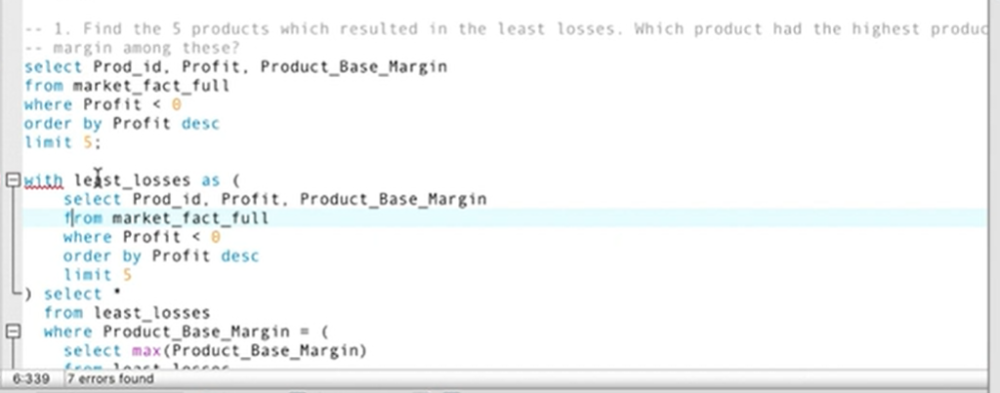 -- 1. Find the 5 products which resulted in the least losses. Which product had the highest produc
-- margin among these?
select Prod_id, Profit, Product_Base_Margin
from market_fact_full
where Profit < 0
order by Profit desc
limit 5;
with least_losses as (
select Prod_id, Profit, Product_Base_Margin
from market_fact_full
where Profit < 0
order by Profit desc
limit 5
) select *
from least_losses
where Product_Base_Margin = (
select max(Product_Base_Margin)
from least_losses
6:339 7 errors found